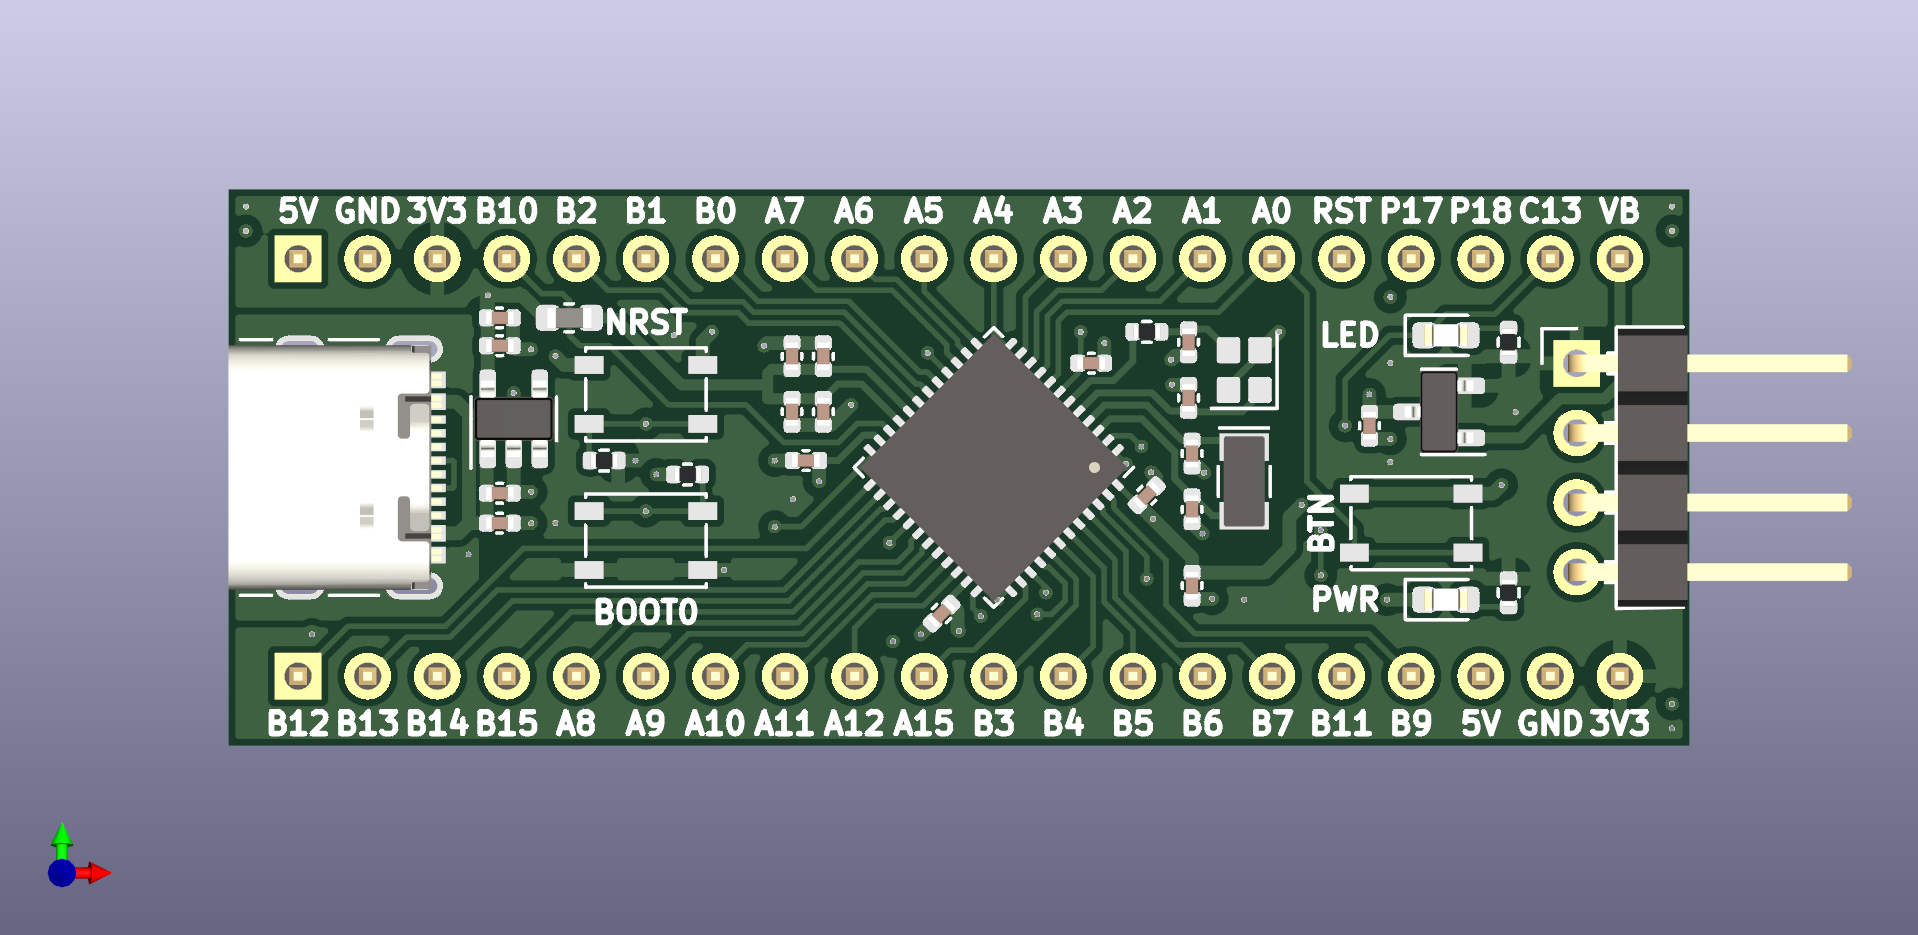 5V GND 3V3 B10 B2 B1 B0 A7 A6 A5 A4 A3 A2 A1 A0 RST P17 P18 C13 VB
NRST
LED
BTN
PWR
BOOT0
B12 B13 B14 B15 A8 A9 A10 A11 A12 A15 B3 B4 B5 B6 B7 B11 B9 5V GND 3V3